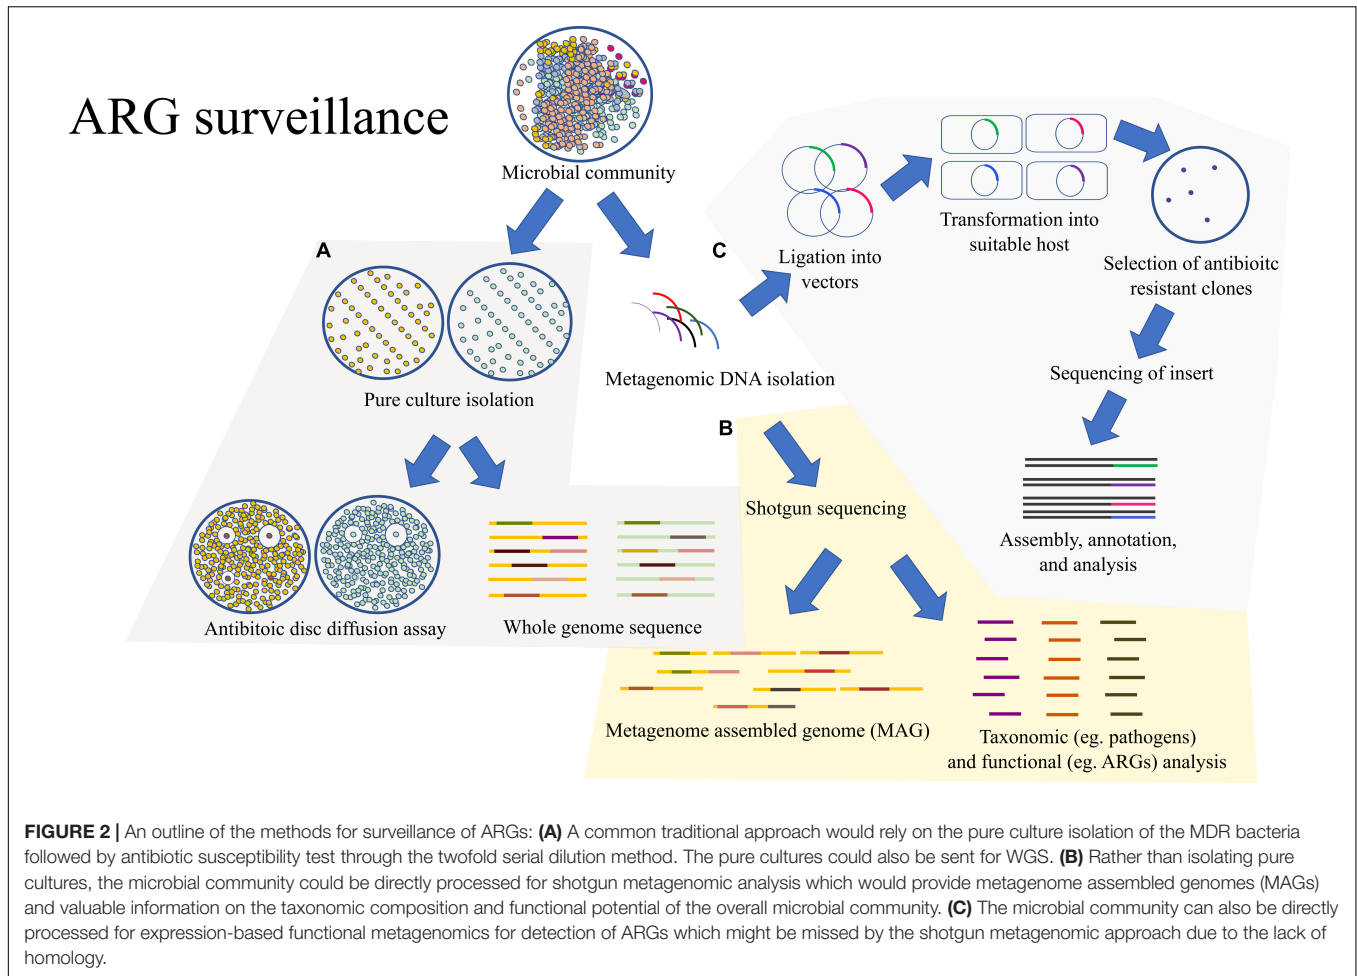 ARG surveillance
Microbial community
A
Pure culture isolation
Antibitoic disc diffusion assay
Whole genome sequence
Metagenomic DNA isolation
B
Shotgun sequencing
Metagenome assembled genome (MAG)
Taxonomic (eg. pathogens)
and functional (eg. ARGs) analysis
C
Ligation into
vectors
Transformation into
suitable host
Selection of antibioitc
resistant clones
Sequencing of insert
Assembly, annotation,
and analysis
FIGURE 2 | An outline of the methods for surveillance of ARGs: (A) A common traditional approach would rely on the pure culture isolation of the MDR bacteria
followed by antibiotic susceptibility test through the twofold serial dilution method. The pure cultures could also be sent for WGS. (B) Rather than isolating pure
cultures, the microbial community could be directly processed for shotgun metagenomic analysis which would provide metagenome assembled genomes (MAGs)
and valuable information on the taxonomic composition and functional potential of the overall microbial community. (C) The microbial community can also be directly
processed for expression-based functional metagenomics for detection of ARGs which might be missed by the shotgun metagenomic approach due to the lack of
homology.